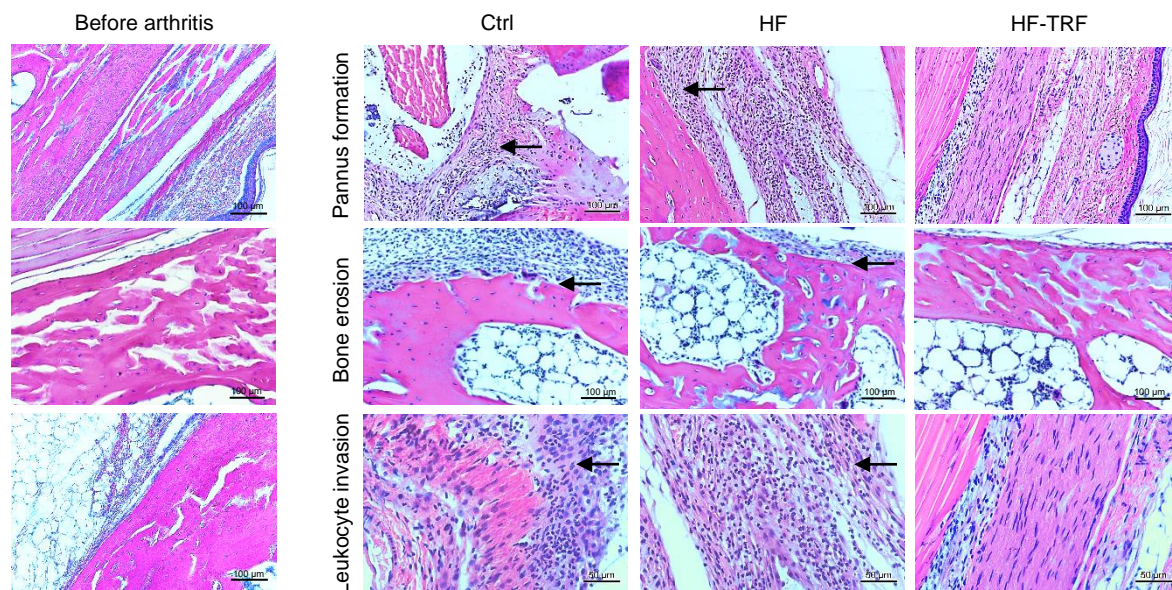 Before arthritis
Ctrl
HF
HF-TRF
Pannus formation
100 µm
100 µm
100 µm
100 µm
Bone erosion
100 µm
100 µm
100 µm
100 µm
Leukocyte invasion
100 µm
50 µm
50 µm
50 µm